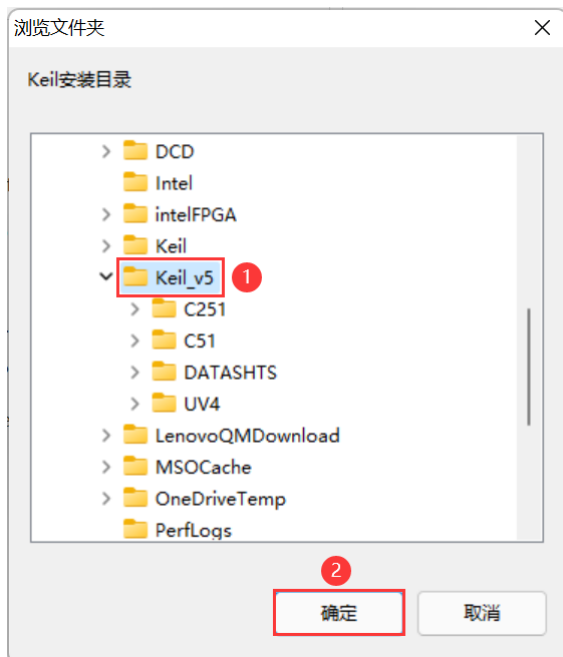 浏览文件夹
Keil安装目录
DCD
Intel
intelFPGA
Keil
Keil_v5 1
C251
C51
DATASHTS
UV4
LenovoQMDownload
MSOCache
OneDriveTemp
PerfLogs
2
确定 取消